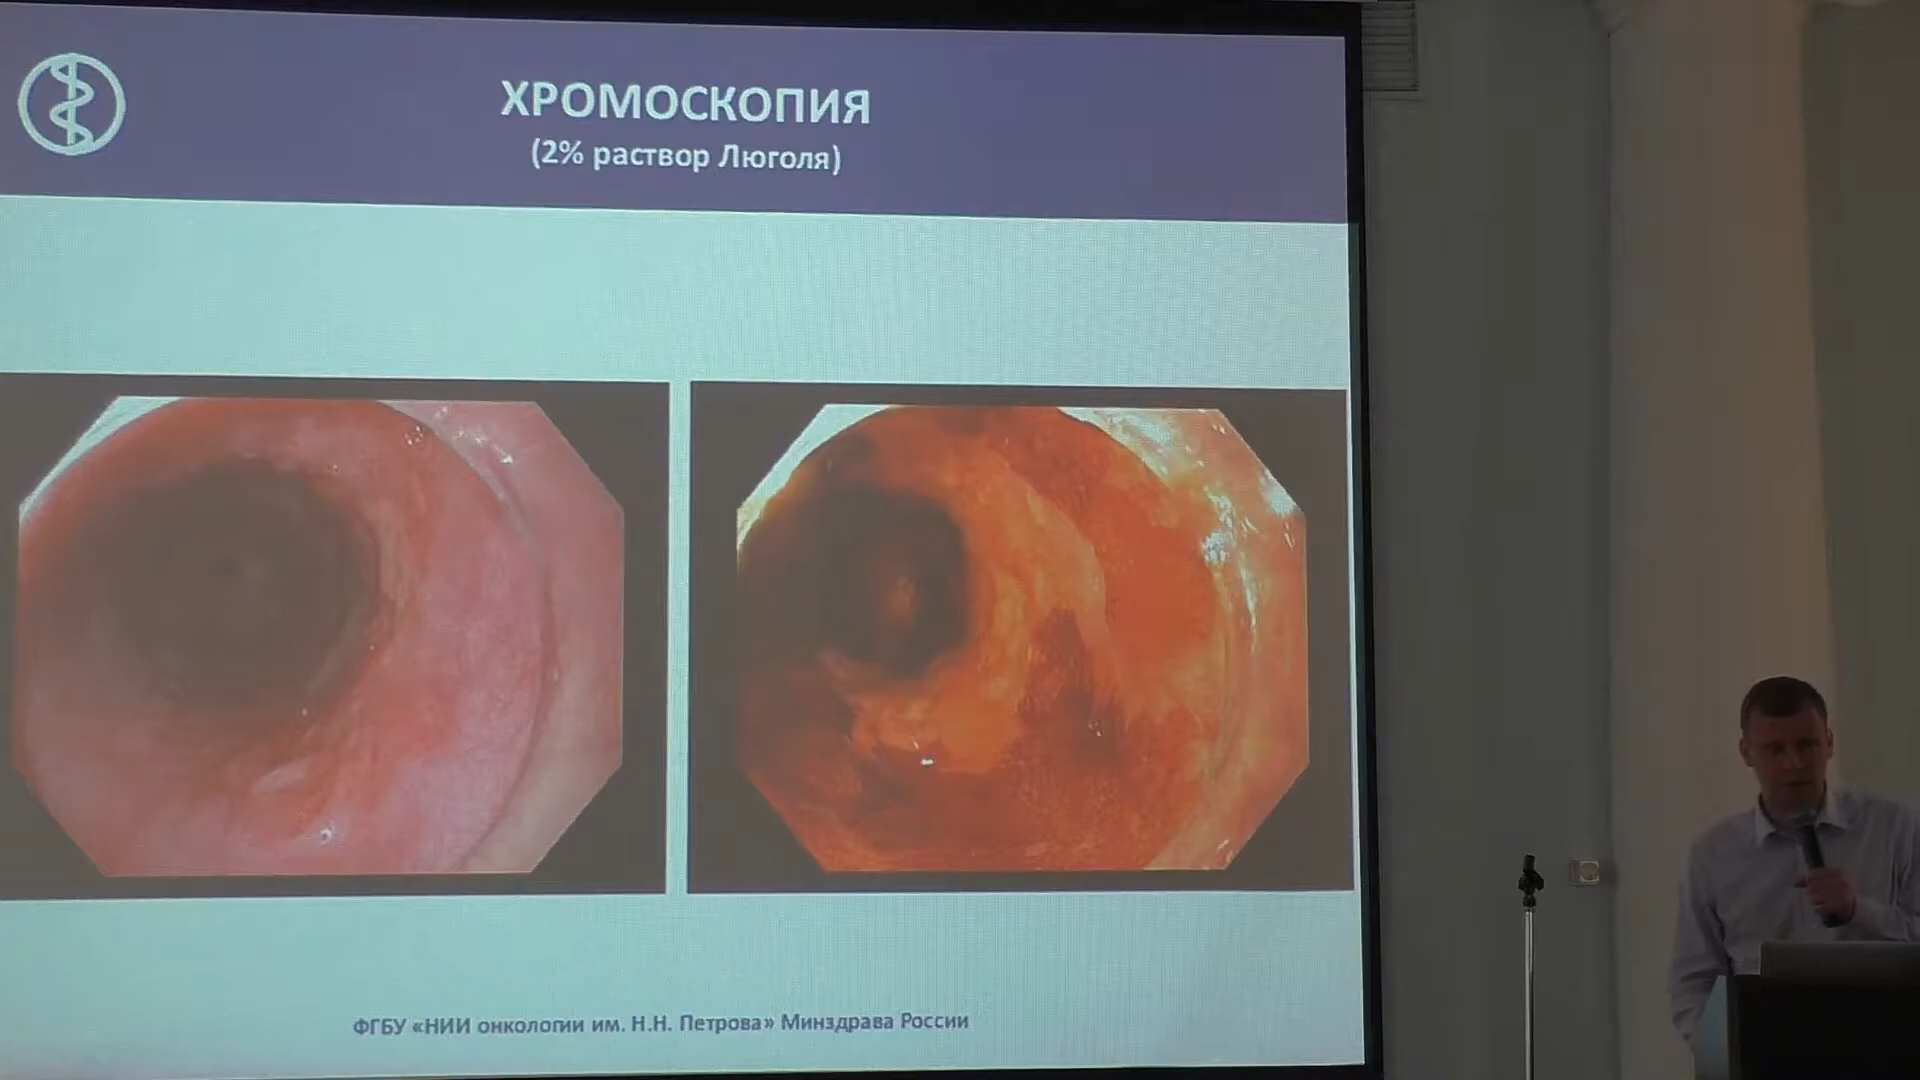 ХРОМОСКОПИЯ
(2% раствор Люголя)
ФГБУ «НИИ онкологии им. Н.Н. Петрова» Минздрава России